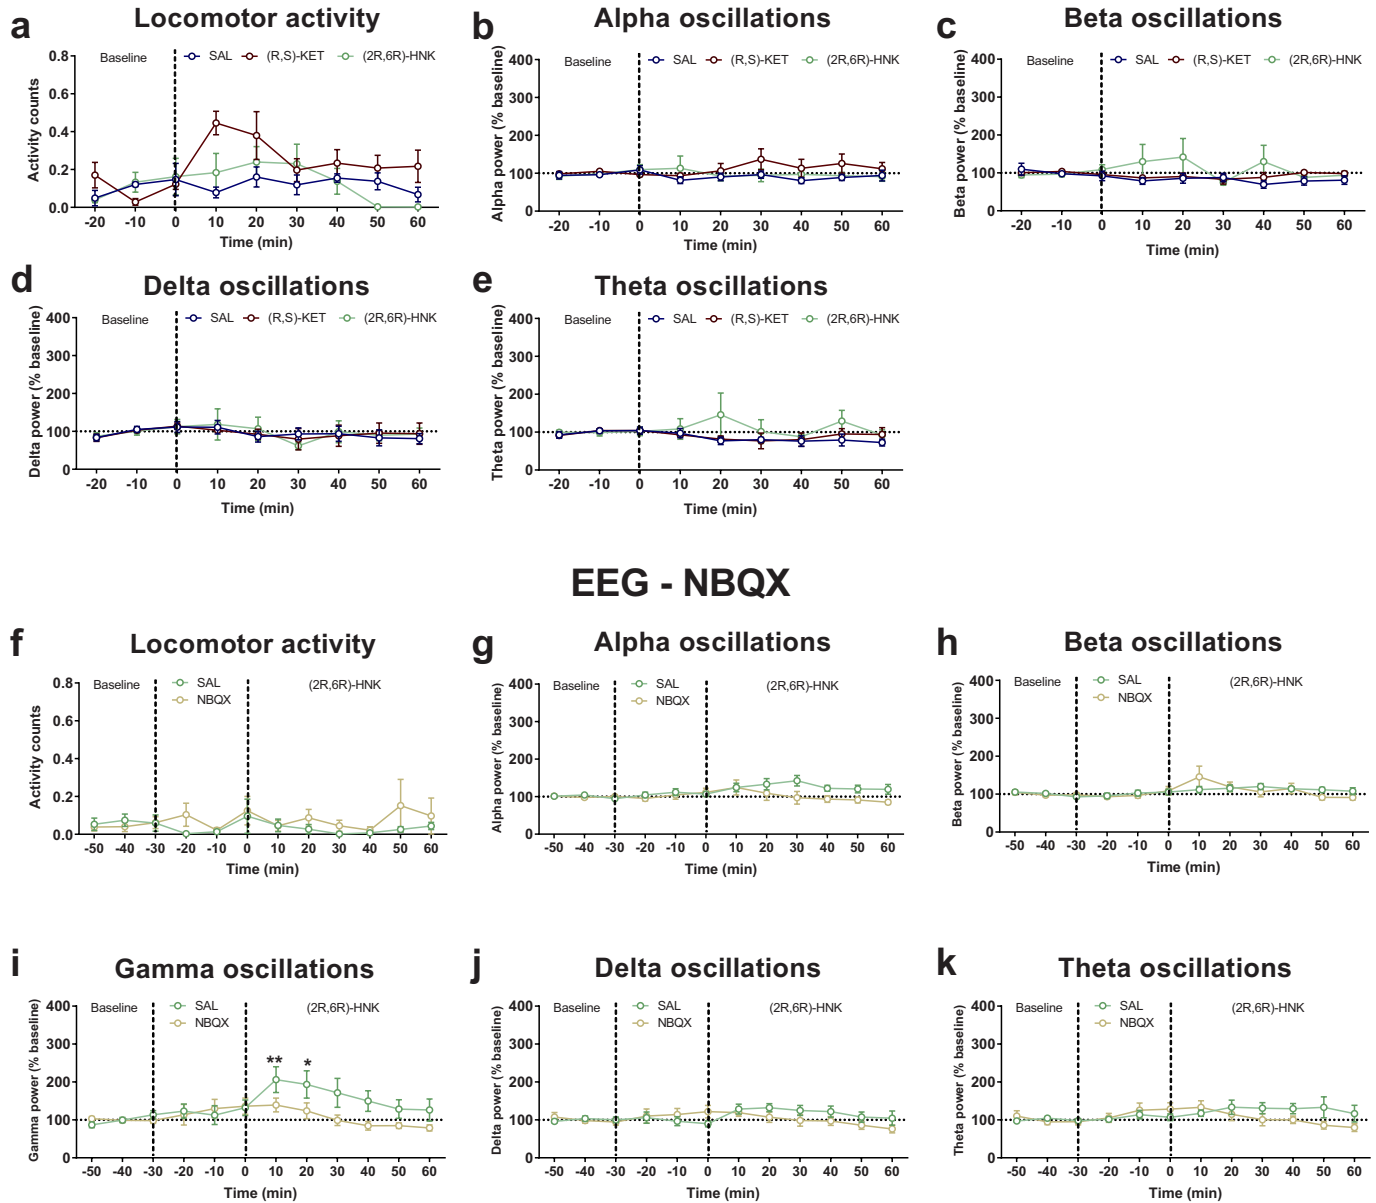 a
Locomotor activity
Activity counts
0.8
0.6
0.4
0.2
0.0
Baseline
SAL (R,S)-KET (2R,6R)-HNK
-20 -10 0 10 20 30 40 50 60
Time (min)
b
Alpha oscillations
Alpha power (% baseline)
400
300
200
100
0
Baseline
SAL (R,S)-KET (2R,6R)-HNK
-20 -10 0 10 20 30 40 50 60
Time (min)
c
Beta oscillations
Beta power (% baseline)
400
300
200
100
0
Baseline
SAL (R,S)-KET (2R,6R)-HNK
-20 -10 0 10 20 30 40 50 60
Time (min)
d
Delta oscillations
Delta power (% baseline)
400
300
200
100
0
Baseline
SAL (R,S)-KET (2R,6R)-HNK
-20 -10 0 10 20 30 40 50 60
Time (min)
e
Theta oscillations
Theta power (% baseline)
400
300
200
100
0
Baseline
SAL (R,S)-KET (2R,6R)-HNK
-20 -10 0 10 20 30 40 50 60
Time (min)
EEG - NBQX
f
Locomotor activity
Activity counts
0.8
0.6
0.4
0.2
0.0
Baseline
SAL
NBQX
(2R,6R)-HNK
-50 -40 -30 -20 -10 0 10 20 30 40 50 60
Time (min)
g
Alpha oscillations
Alpha power (% baseline)
400
300
200
100
0
Baseline
SAL
NBQX
(2R,6R)-HNK
-50 -40 -30 -20 -10 0 10 20 30 40 50 60
Time (min)
h
Beta oscillations
Beta power (% baseline)
400
300
200
100
0
Baseline
SAL
NBQX
(2R,6R)-HNK
-50 -40 -30 -20 -10 0 10 20 30 40 50 60
Time (min)
i
Gamma oscillations
Gamma power (% baseline)
400
300
200
100
0
Baseline
SAL
NBQX
(2R,6R)-HNK
** *
-50 -40 -30 -20 -10 0 10 20 30 40 50 60
Time (min)
j
Delta oscillations
Delta power (% baseline)
400
300
200
100
0
Baseline
SAL
NBQX
(2R,6R)-HNK
-50 -40 -30 -20 -10 0 10 20 30 40 50 60
Time (min)
k
Theta oscillations
Theta power (% baseline)
400
300
200
100
0
Baseline
SAL
NBQX
(2R,6R)-HNK
-50 -40 -30 -20 -10 0 10 20 30 40 50 60
Time (min)